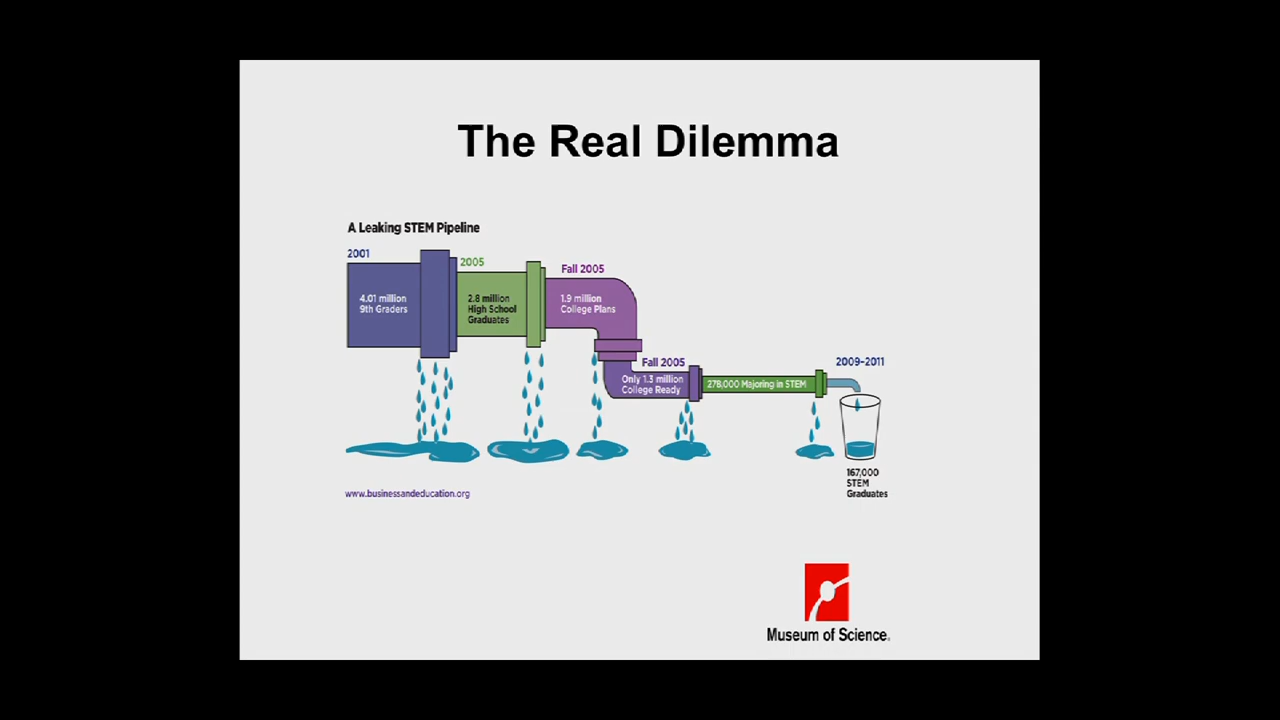 The Real Dilemma
A Leaking STEM Pipeline
2001
4.01 million
9th Graders
2005
2.8 million
High School
Graduates
Fall 2005
1.9 million
College Plans
Fall 2005
Only 1.3 million
College Ready
278,000 Majoring in STEM
2009-2011
167,000
STEM
Graduates
www.businessandeducation.org
Museum of Science.